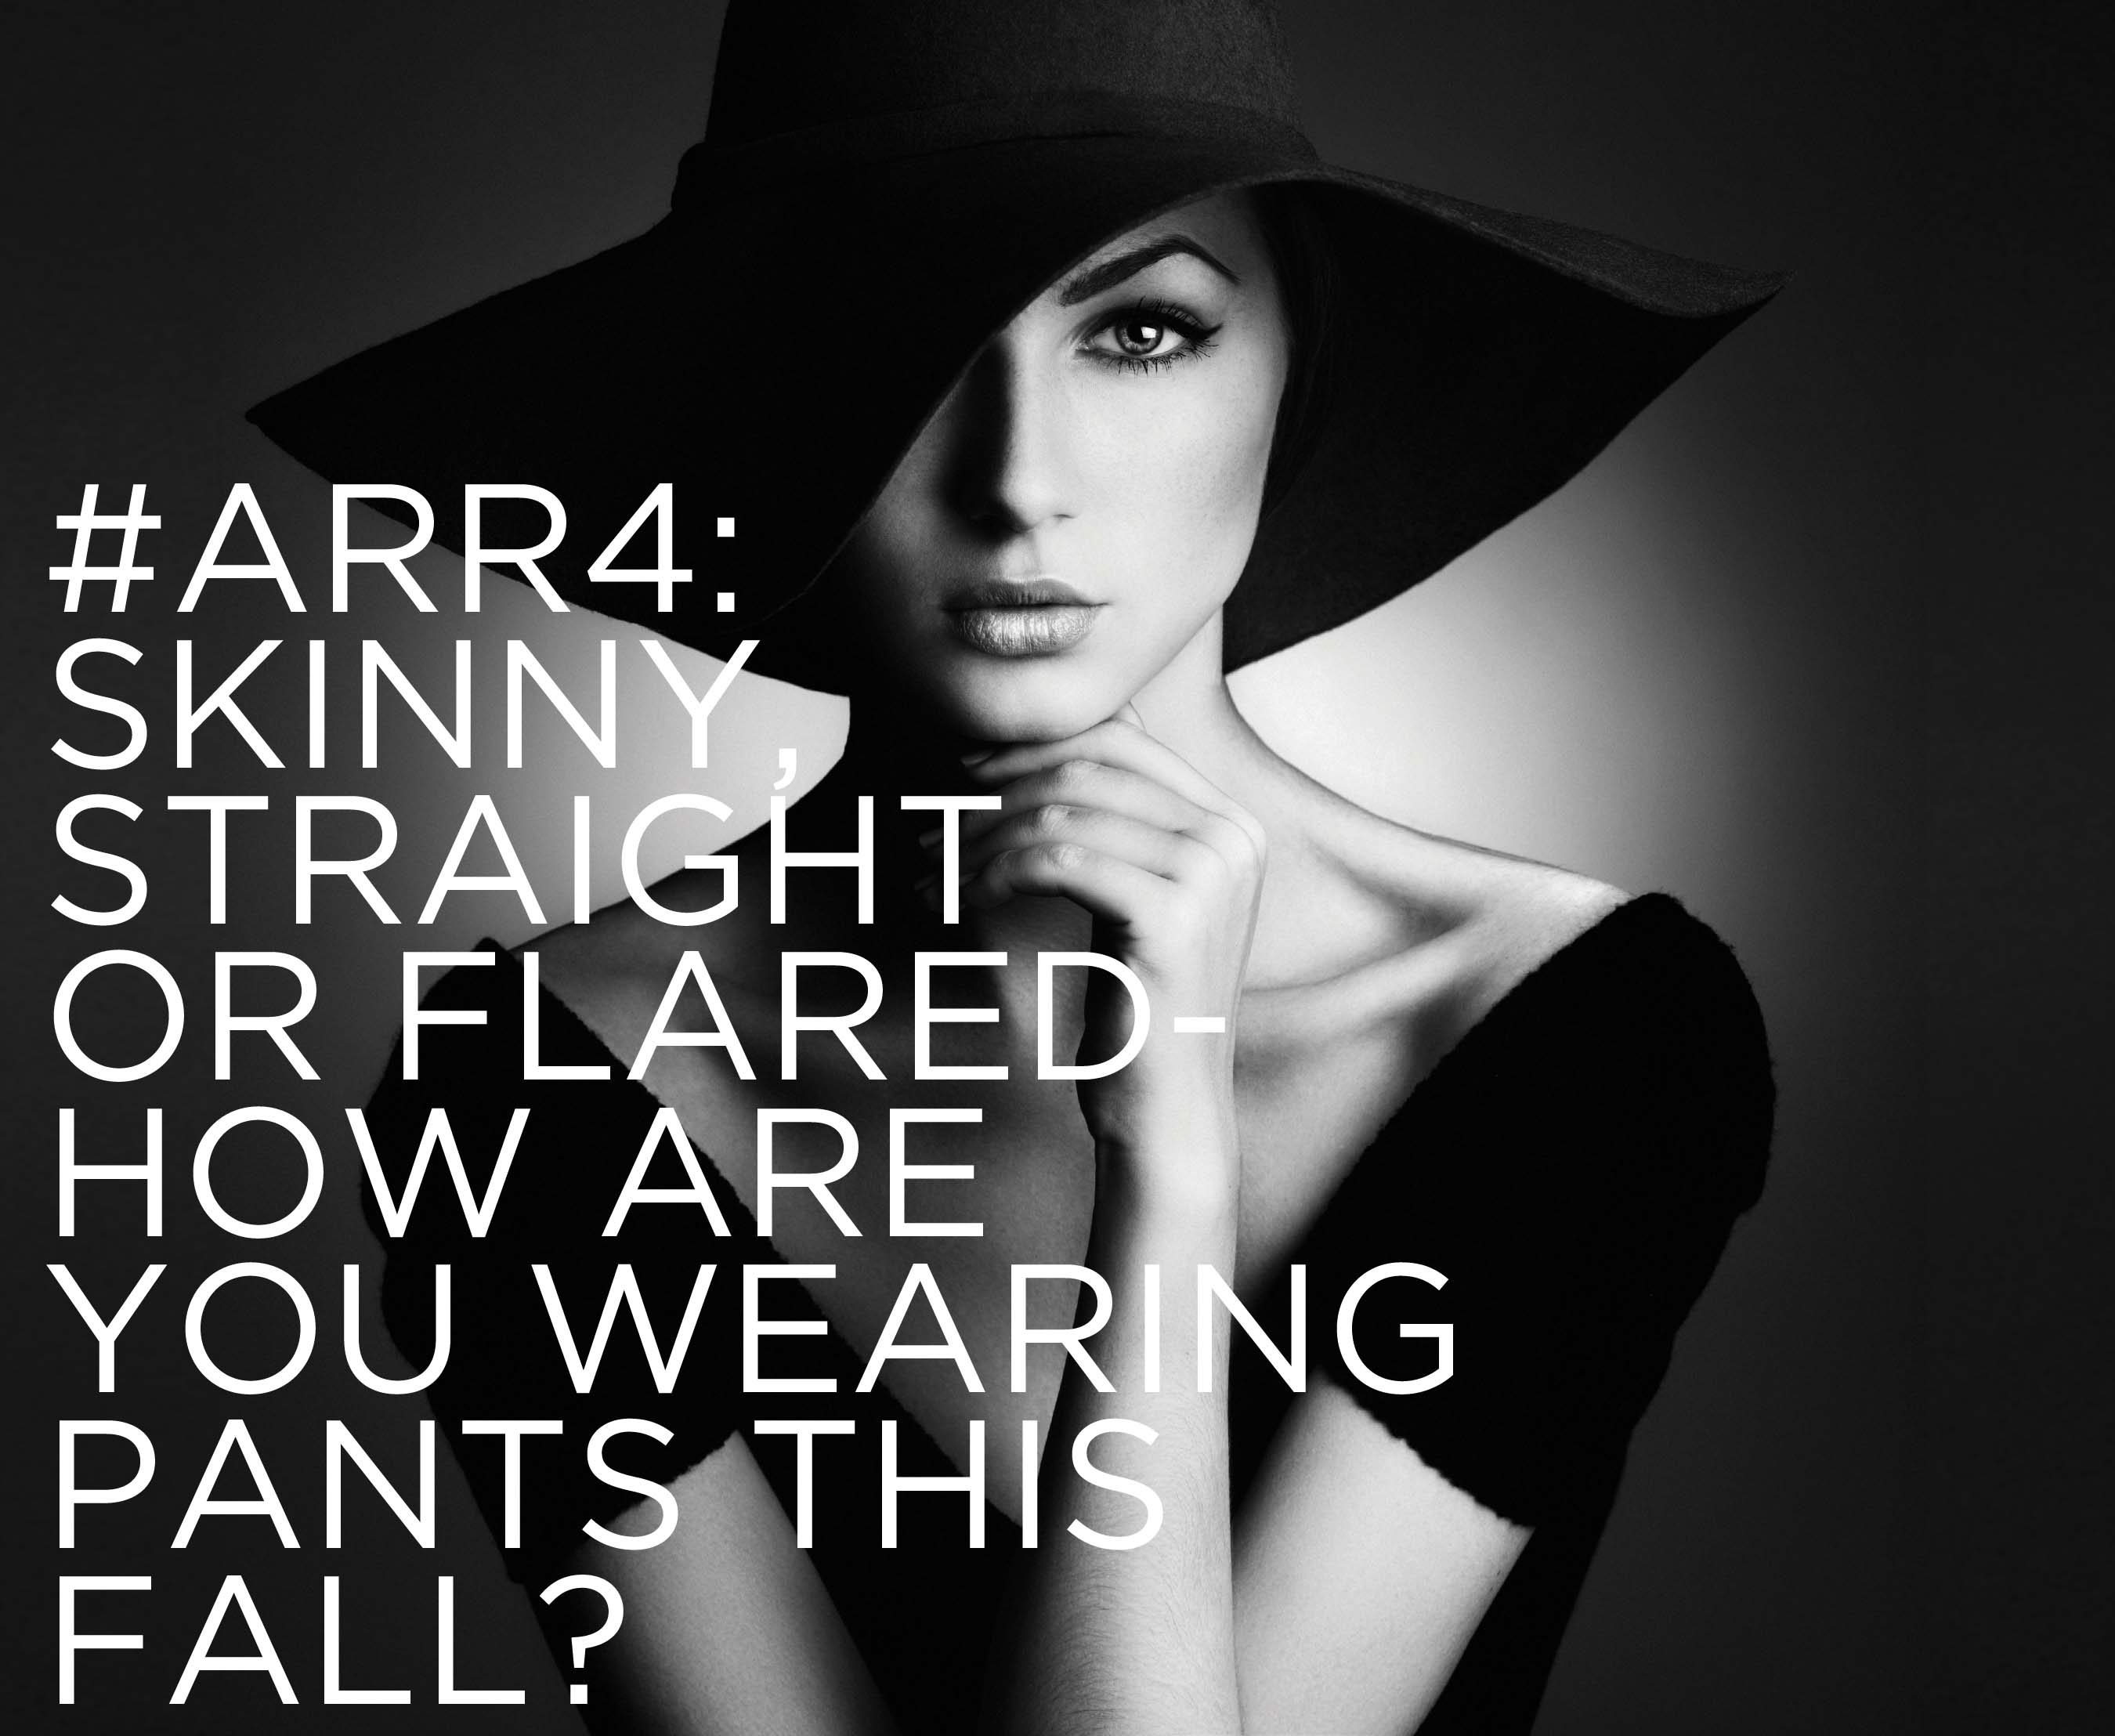 #ARR4:
SKINNY,
STRAIGHT
OR FLARED-
HOW ARE
YOU WEARING
PANTS THIS
FALL?